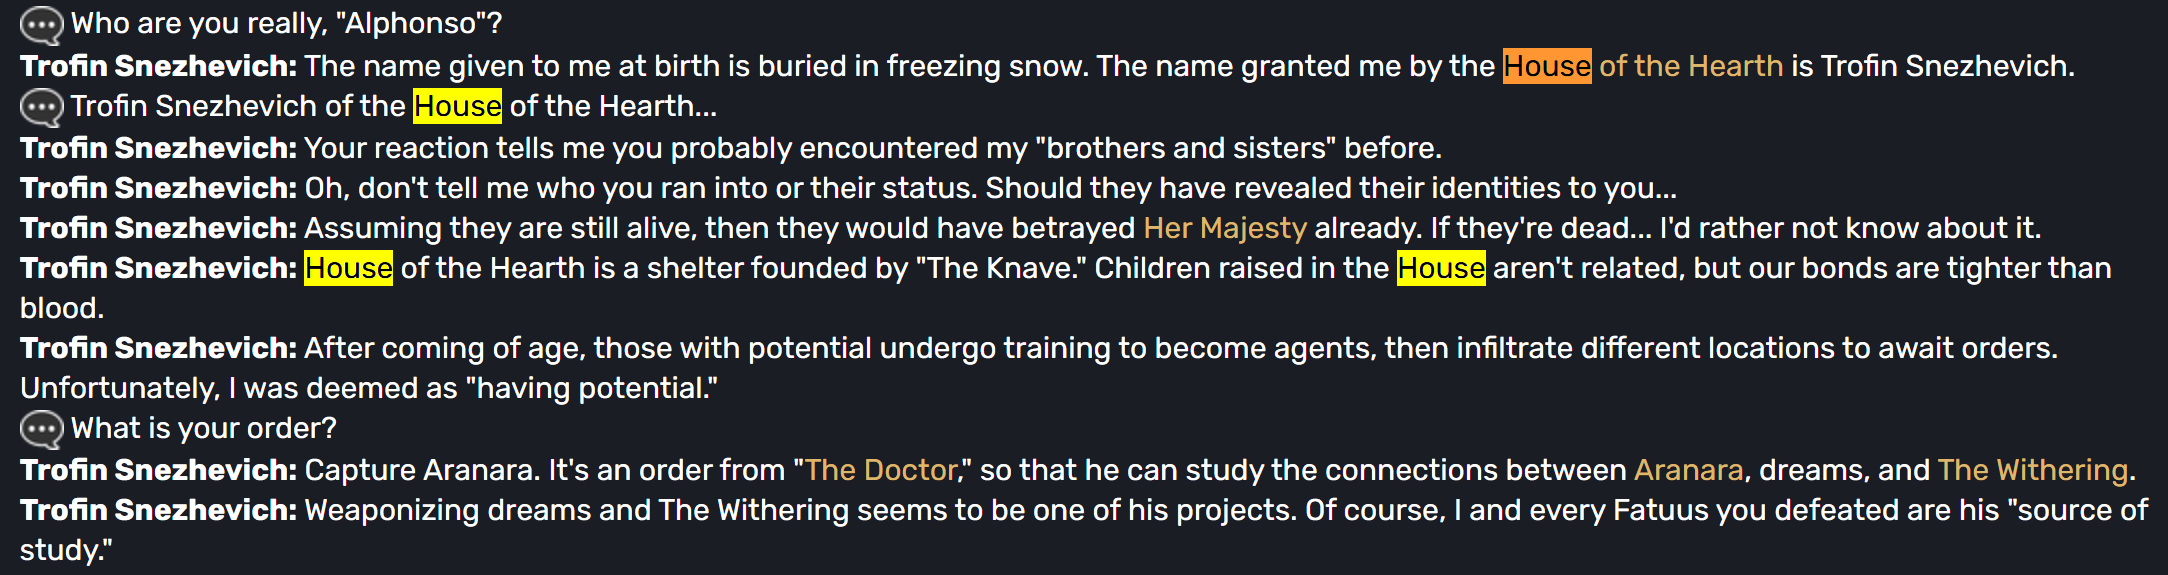 Who are you really, "Alphonso"?
Trofin Snezhevich: The name given to me at birth is buried in freezing snow. The name granted me by the House of the Hearth is Trofin Snezhevich.
Trofin Snezhevich of the House of the Hearth...
Trofin Snezhevich: Your reaction tells me you probably encountered my "brothers and sisters" before.
Trofin Snezhevich: Oh, don't tell me who you ran into or their status. Should they have revealed their identities to you...
Trofin Snezhevich: Assuming they are still alive, then they would have betrayed Her Majesty already. If they're dead... I'd rather not know about it.
Trofin Snezhevich: House of the Hearth is a shelter founded by "The Knave." Children raised in the House aren't related, but our bonds are tighter than
blood.
Trofin Snezhevich: After coming of age, those with potential undergo training to become agents, then infiltrate different locations to await orders.
Unfortunately, I was deemed as "having potential."
What is your order?
Trofin Snezhevich: Capture Aranara. It's an order from "The Doctor," so that he can study the connections between Aranara, dreams, and The Withering.
Trofin Snezhevich: Weaponizing dreams and The Withering seems to be one of his projects. Of course, I and every Fatuus you defeated are his "source of
study."